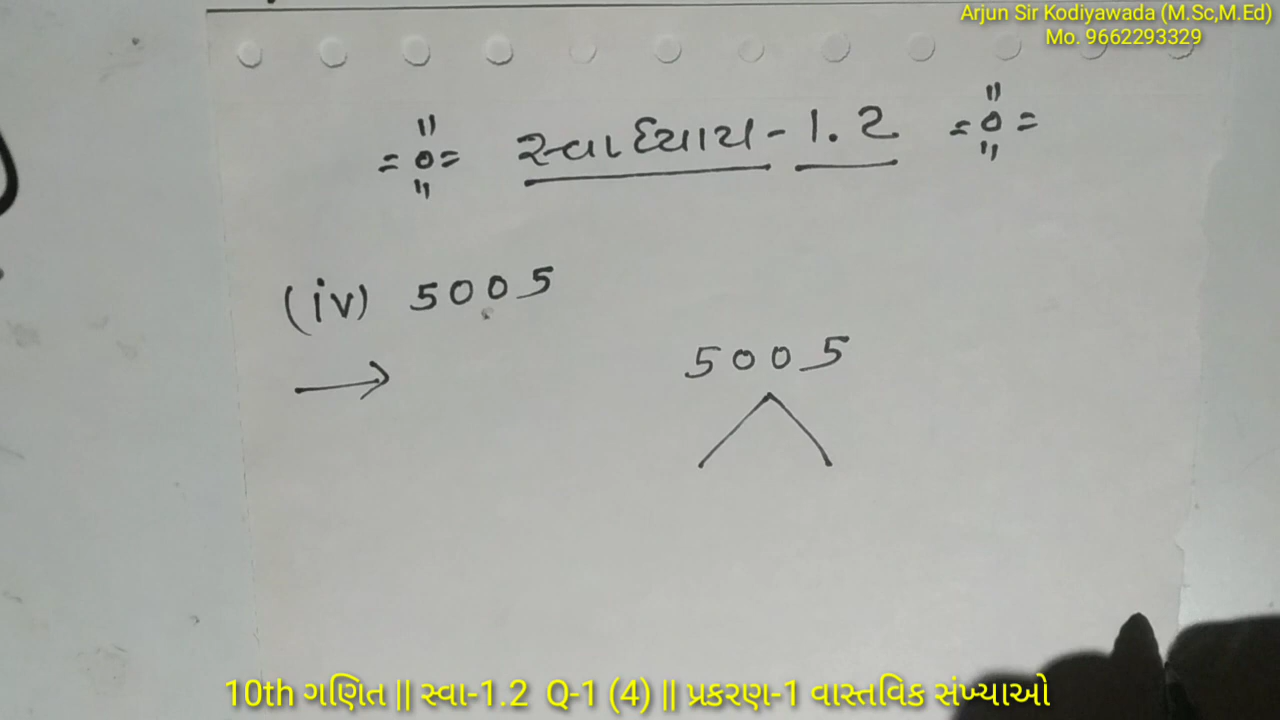 Arjun Sir Kodiyawada (M.Sc,M.Ed)
Mo. 9662293329
સ્વાધ્યાય - 1.2
(iv) 5005
5005
10th ગણિત || સ્વા-1.2 Q-1 (4) || પ્રકરણ-1 વાસ્તવિક સંખ્યાઓ